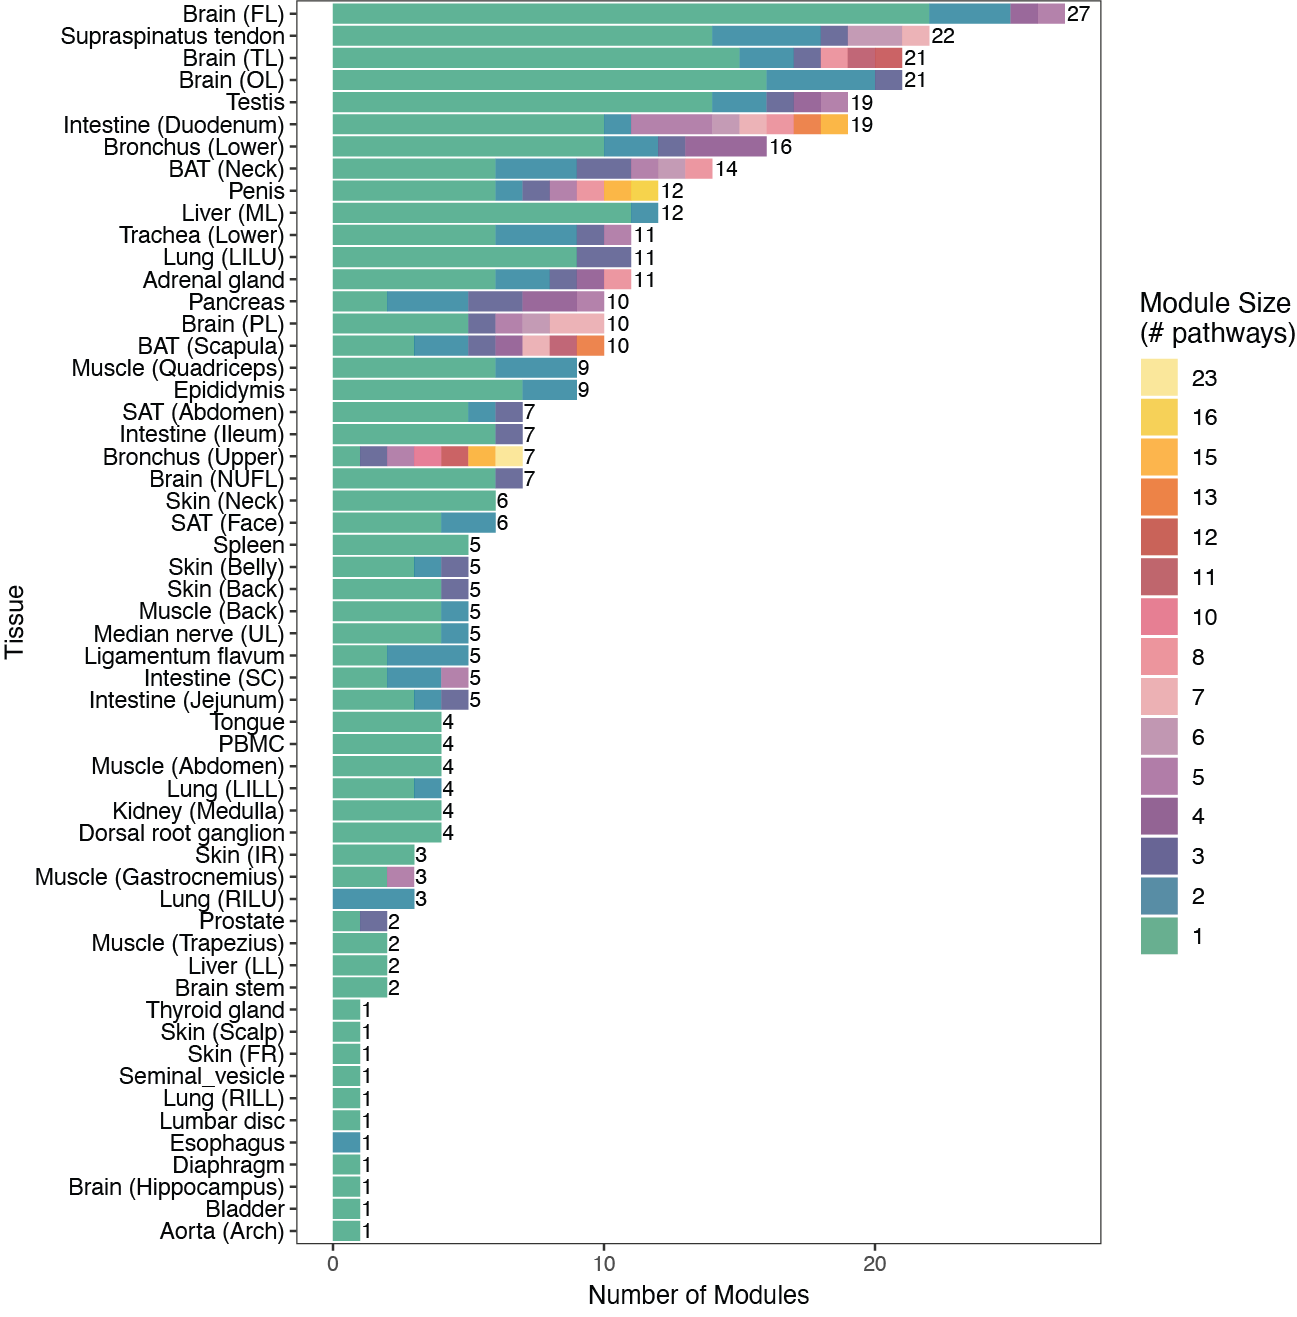 Brain (FL) 27
Supraspinatus tendon 22
Brain (TL) 21
Brain (OL) 21
Testis 19
Intestine (Duodenum) 19
Bronchus (Lower) 16
BAT (Neck) 14
Penis 12
Liver (ML) 12
Trachea (Lower) 11
Lung (LILU) 11
Adrenal gland 11
Pancreas 10
Brain (PL) 10
BAT (Scapula) 10
Muscle (Quadriceps) 9
Epididymis 9
SAT (Abdomen) 7
Intestine (Ileum) 7
Bronchus (Upper) 7
Brain (NUFL) 7
Skin (Neck) 6
SAT (Face) 6
Spleen 5
Skin (Belly) 5
Skin (Back) 5
Muscle (Back) 5
Median nerve (UL) 5
Ligamentum flavum 5
Intestine (SC) 5
Intestine (Jejunum) 5
Tongue 4
PBMC 4
Muscle (Abdomen) 4
Lung (LILL) 4
Kidney (Medulla) 4
Dorsal root ganglion 4
Skin (IR) 3
Muscle (Gastrocnemius) 3
Lung (RILU) 3
Prostate 2
Muscle (Trapezius) 2
Liver (LL) 2
Brain stem 2
Thyroid gland 1
Skin (Scalp) 1
Skin (FR) 1
Seminal_vesicle 1
Lung (RILL) 1
Lumbar disc 1
Esophagus 1
Diaphragm 1
Brain (Hippocampus) 1
Bladder 1
Aorta (Arch) 1
0 10 20
Number of Modules
Tissue
Module Size
(# pathways)
23
16
15
13
12
11
10
8
7
6
5
4
3
2
1